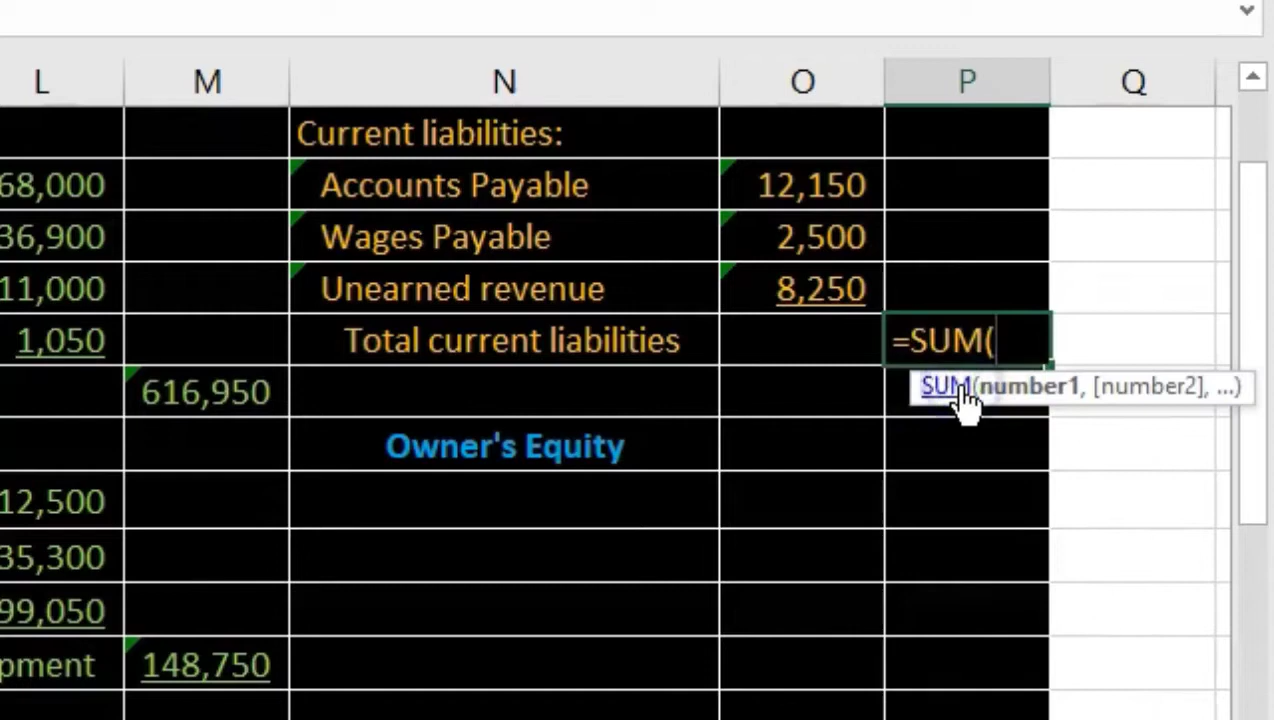 L M N O P Q
Current liabilities:
68,000 Accounts Payable 12,150
36,900 Wages Payable 2,500
11,000 Unearned revenue 8,250
1,050 Total current liabilities =SUM(
616,950 SUM(number1, [number2], ...)
Owner's Equity
12,500
35,300
99,050
pment 148,750